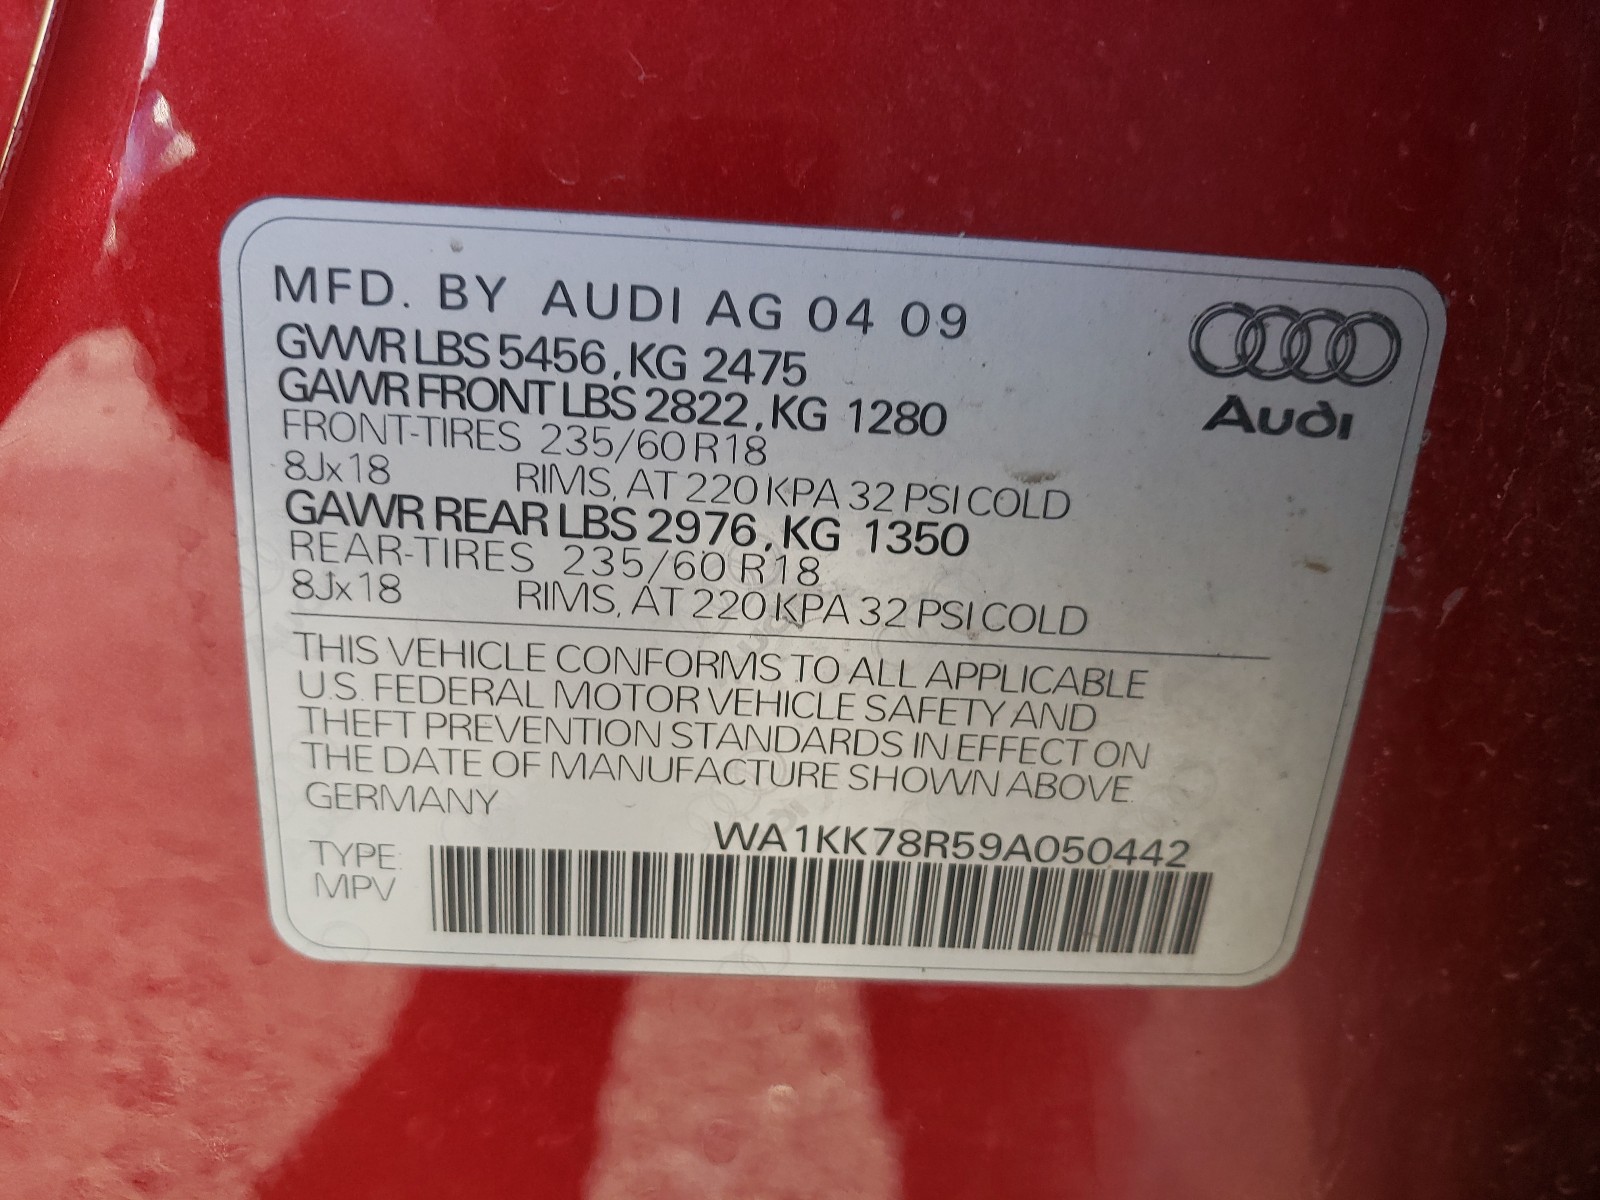 MFD. BY AUDI AG 04 09
GVWR LBS 5456, KG 2475
GAWR FRONT LBS 2822, KG 1280
FRONT-TIRES 235/60 R18
8Jx18 RIMS, AT 220 KPA 32 PSI COLD
GAWR REAR LBS 2976, KG 1350
REAR-TIRES 235/60 R18
8Jx18 RIMS, AT 220 KPA 32 PSI COLD
Audi
THIS VEHICLE CONFORMS TO ALL APPLICABLE
U.S. FEDERAL MOTOR VEHICLE SAFETY AND
THEFT PREVENTION STANDARDS IN EFFECT ON
THE DATE OF MANUFACTURE SHOWN ABOVE.
GERMANY
WA1KK78R59A050442
TYPE:
MPV